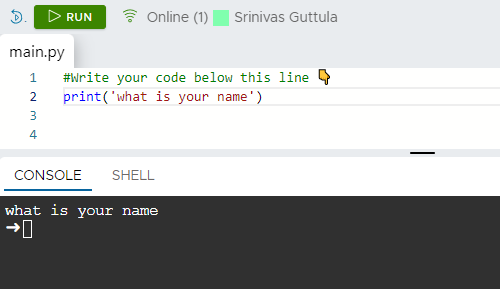 RUN Online (1) Srinivas Guttula
main.py
1 #Write your code below this line 👇
2 print('what is your name')
3
4
CONSOLE SHELL
what is your name
➜